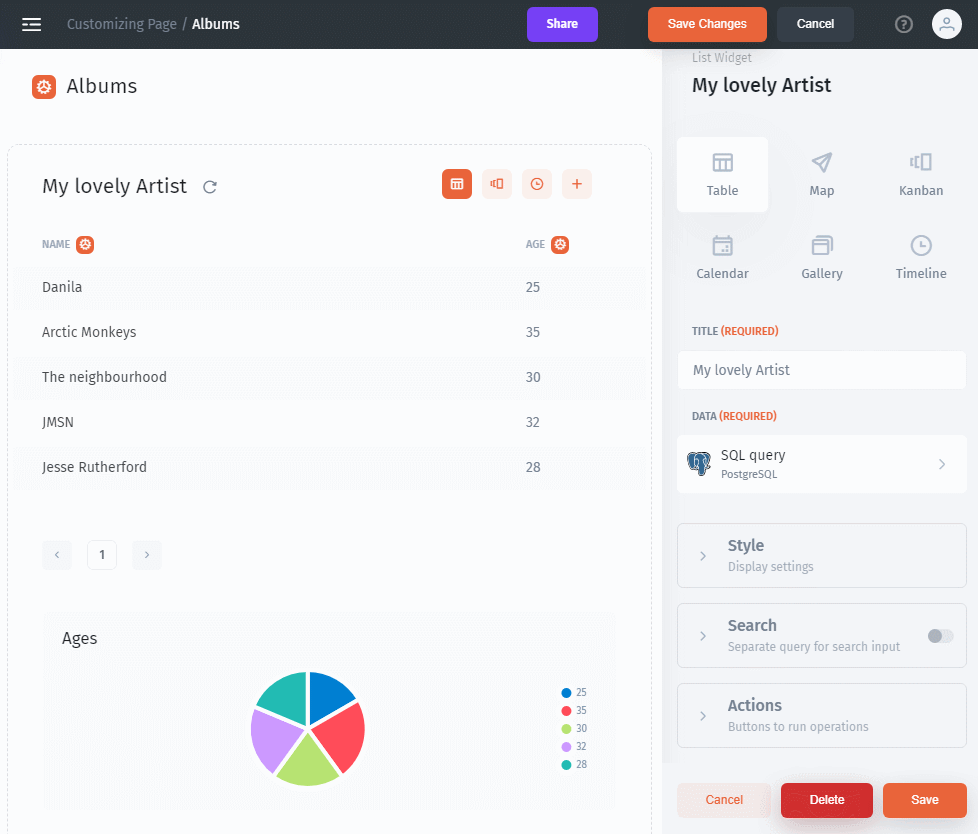 Customizing Page / Albums
Share
Save Changes
Cancel
?
Albums
My lovely Artist
NAME AGE
Danila 25
Arctic Monkeys 35
The neighbourhood 30
JMSN 32
Jesse Rutherford 28
1
Ages
25
35
30
32
28
List Widget
My lovely Artist
Table Map Kanban
Calendar Gallery Timeline
TITLE (REQUIRED)
My lovely Artist
DATA (REQUIRED)
SQL query
PostgreSQL
Style
Display settings
Search
Separate query for search input
Actions
Buttons to run operations
Cancel Delete Save